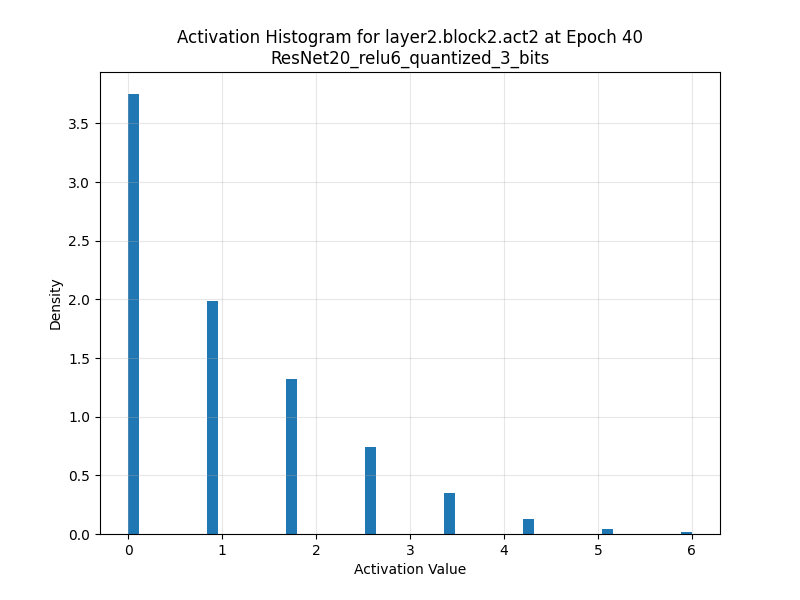 Activation Histogram for layer2.block2.act2 at Epoch 40
ResNet20_relu6_quantized_3_bits
3.5
3.0
2.5
2.0
1.5
1.0
0.5
0.0
Density
0 1 2 3 4 5 6
Activation Value